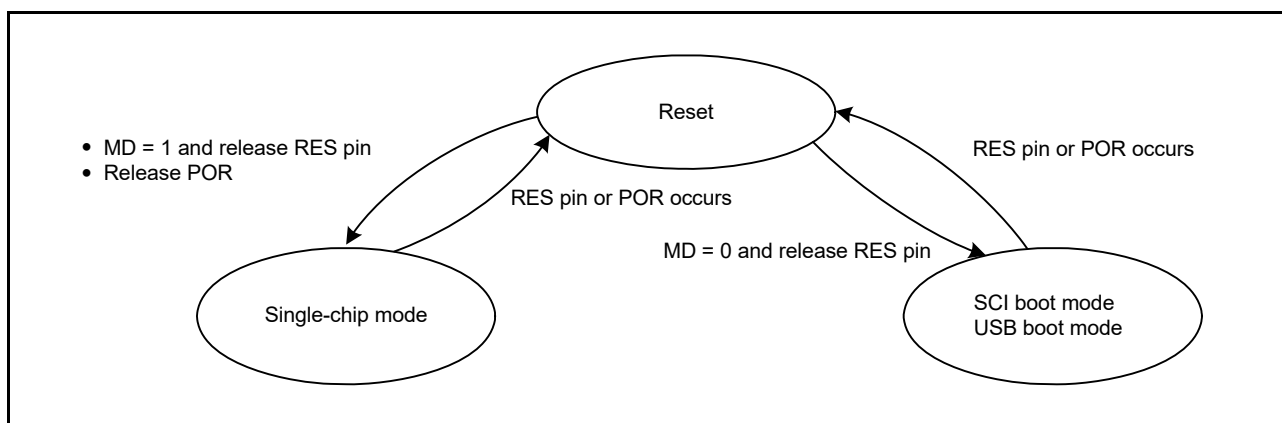 Reset
• MD = 1 and release RES pin
• Release POR
RES pin or POR occurs
RES pin or POR occurs
MD = 0 and release RES pin
Single-chip mode
SCI boot mode
USB boot mode